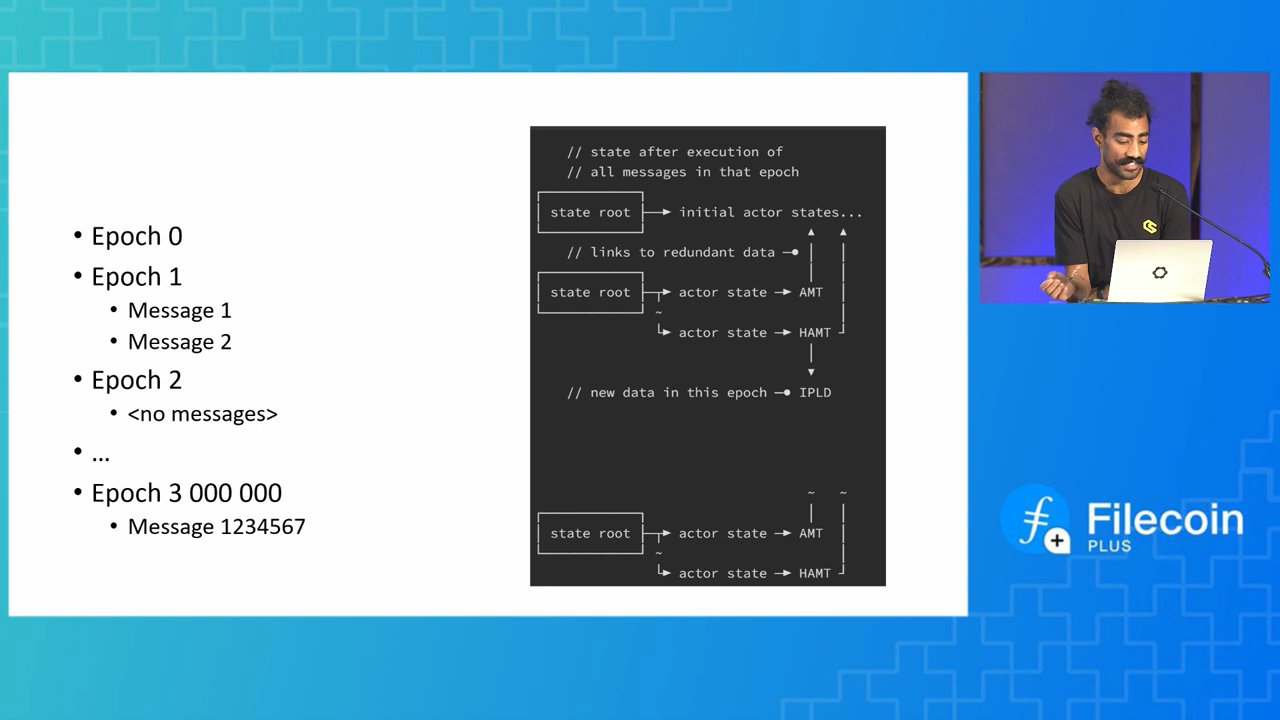 • Epoch 0
• Epoch 1
• Message 1
• Message 2
• Epoch 2
• <no messages>
• ...
• Epoch 3 000 000
• Message 1234567
// state after execution of
// all messages in that epoch
state root initial actor states...
// links to redundant data
state root actor state AMT
~
actor state HAMT
// new data in this epoch IPLD
~ ~
state root actor state AMT
~
actor state HAMT
Filecoin
PLUS